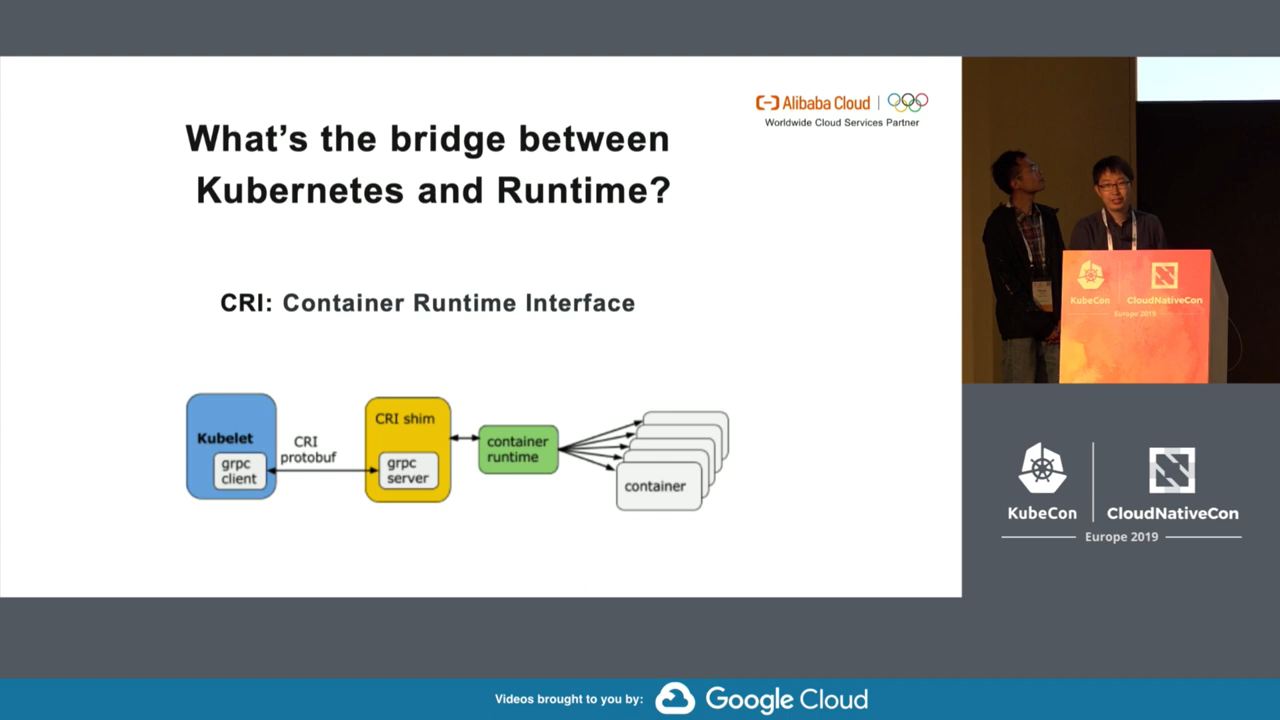 What's the bridge between
Kubernetes and Runtime?
Alibaba Cloud
Worldwide Cloud Services Partner
CRI: Container Runtime Interface
Kubelet
grpc
client
CRI
protobuf
CRI shim
grpc
server
container
runtime
container
KubeCon
CloudNativeCon
Europe 2019
KubeCon
CloudNativeCon
Europe 2019
Videos brought to you by:
Google Cloud